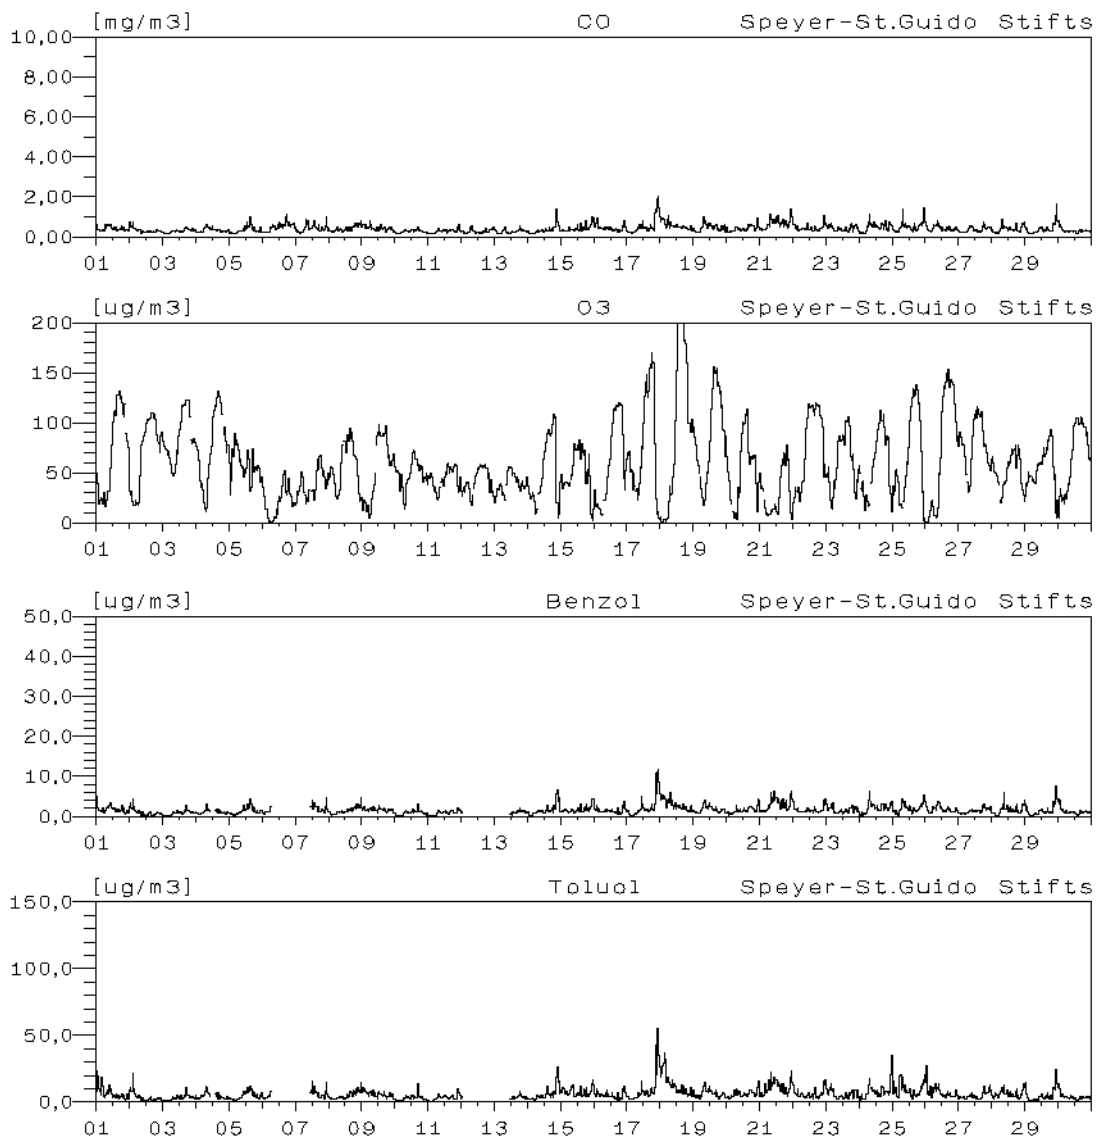 [mg/m3] CO Speyer-St.Guido Stifts
10,00
8,00
6,00
4,00
2,00
0,00
01 03 05 07 09 11 13 15 17 19 21 23 25 27 29
[ug/m3] O3 Speyer-St.Guido Stifts
200
150
100
50
0
01 03 05 07 09 11 13 15 17 19 21 23 25 27 29
[ug/m3] Benzol Speyer-St.Guido Stifts
50,0
40,0
30,0
20,0
10,0
0,0
01 03 05 07 09 11 13 15 17 19 21 23 25 27 29
[ug/m3] Toluol Speyer-St.Guido Stifts
150,0
100,0
50,0
0,0
01 03 05 07 09 11 13 15 17 19 21 23 25 27 29